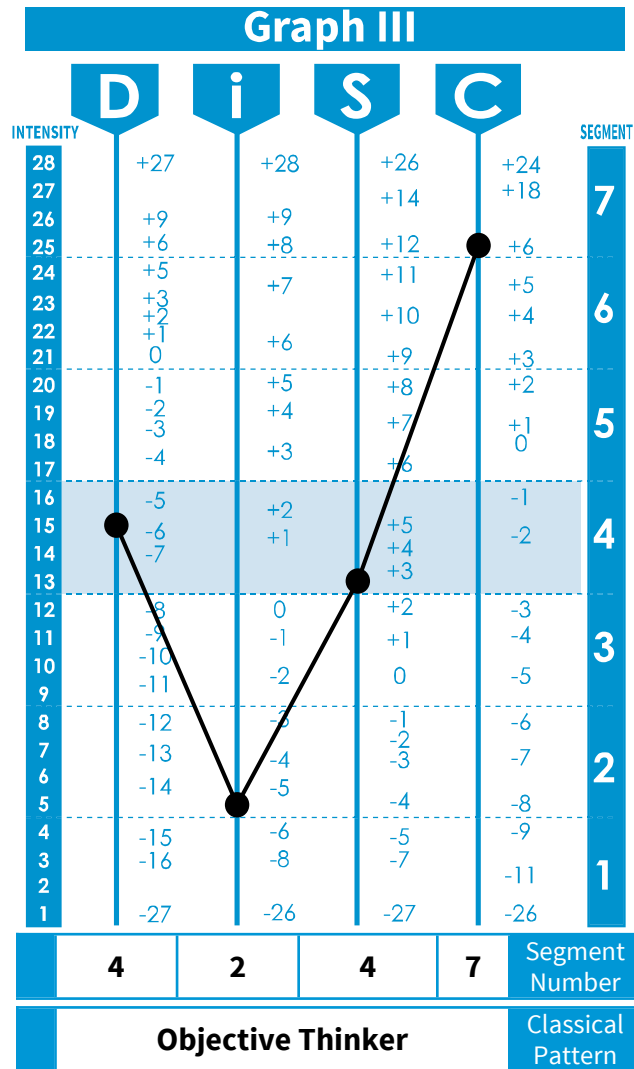 Graph III
D i S C
INTENSITY SEGMENT
28 +27 +28 +26 +24
27 +14 +18 7
26 +9 +9
25 +6 +8 +12 +6
24 +5 +7 +11 +5
23 +3 +10 +4 6
+2
22 +1 +6
21 0 +9 +3
20 -1 +5 +8 +2
19 -2 +4 +7 +1 5
18 -3 +3 0
17 -4 +6
16 -5 +2 -1
15 -6 +1 +5 -2 4
14 -7 +4
13 +3
12 -8 0 +2 -3
11 -9 -1 +1 -4 3
10 -10 -2 0 -5
9 -11
8 -12 -3 -1 -6
-2
7 -13 -4 -3 -7 2
6 -14 -5
5 -4 -8
4 -15 -6 -5 -9
3 -16 -8 -7 1
2 -11
1 -27 -26 -27 -26
4 2 4 7 Segment
Number
Objective Thinker Classical
Pattern